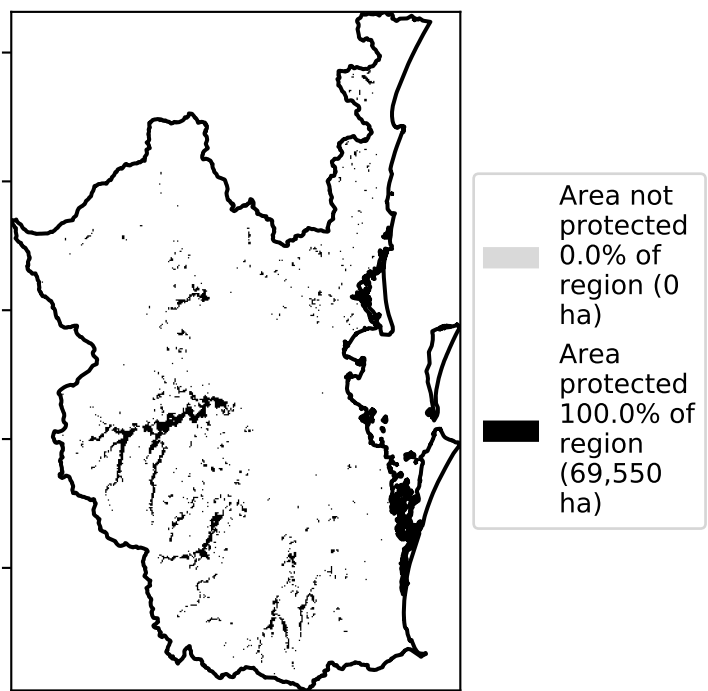 Area not
protected
0.0% of
region (0
ha)
Area
protected
100.0% of
region
(69,550
ha)